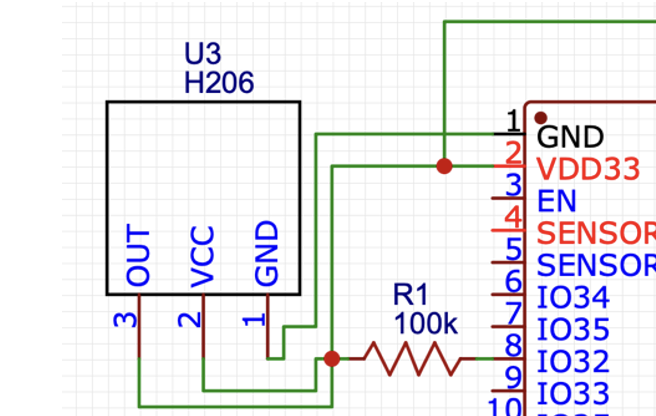 U3
H206
OUT
VCC
GND
3
2
1
R1
100k
1
GND
2
VDD33
3
EN
4
SENSOR
5
SENSOR
6
IO34
7
IO35
8
IO32
9
IO33
10